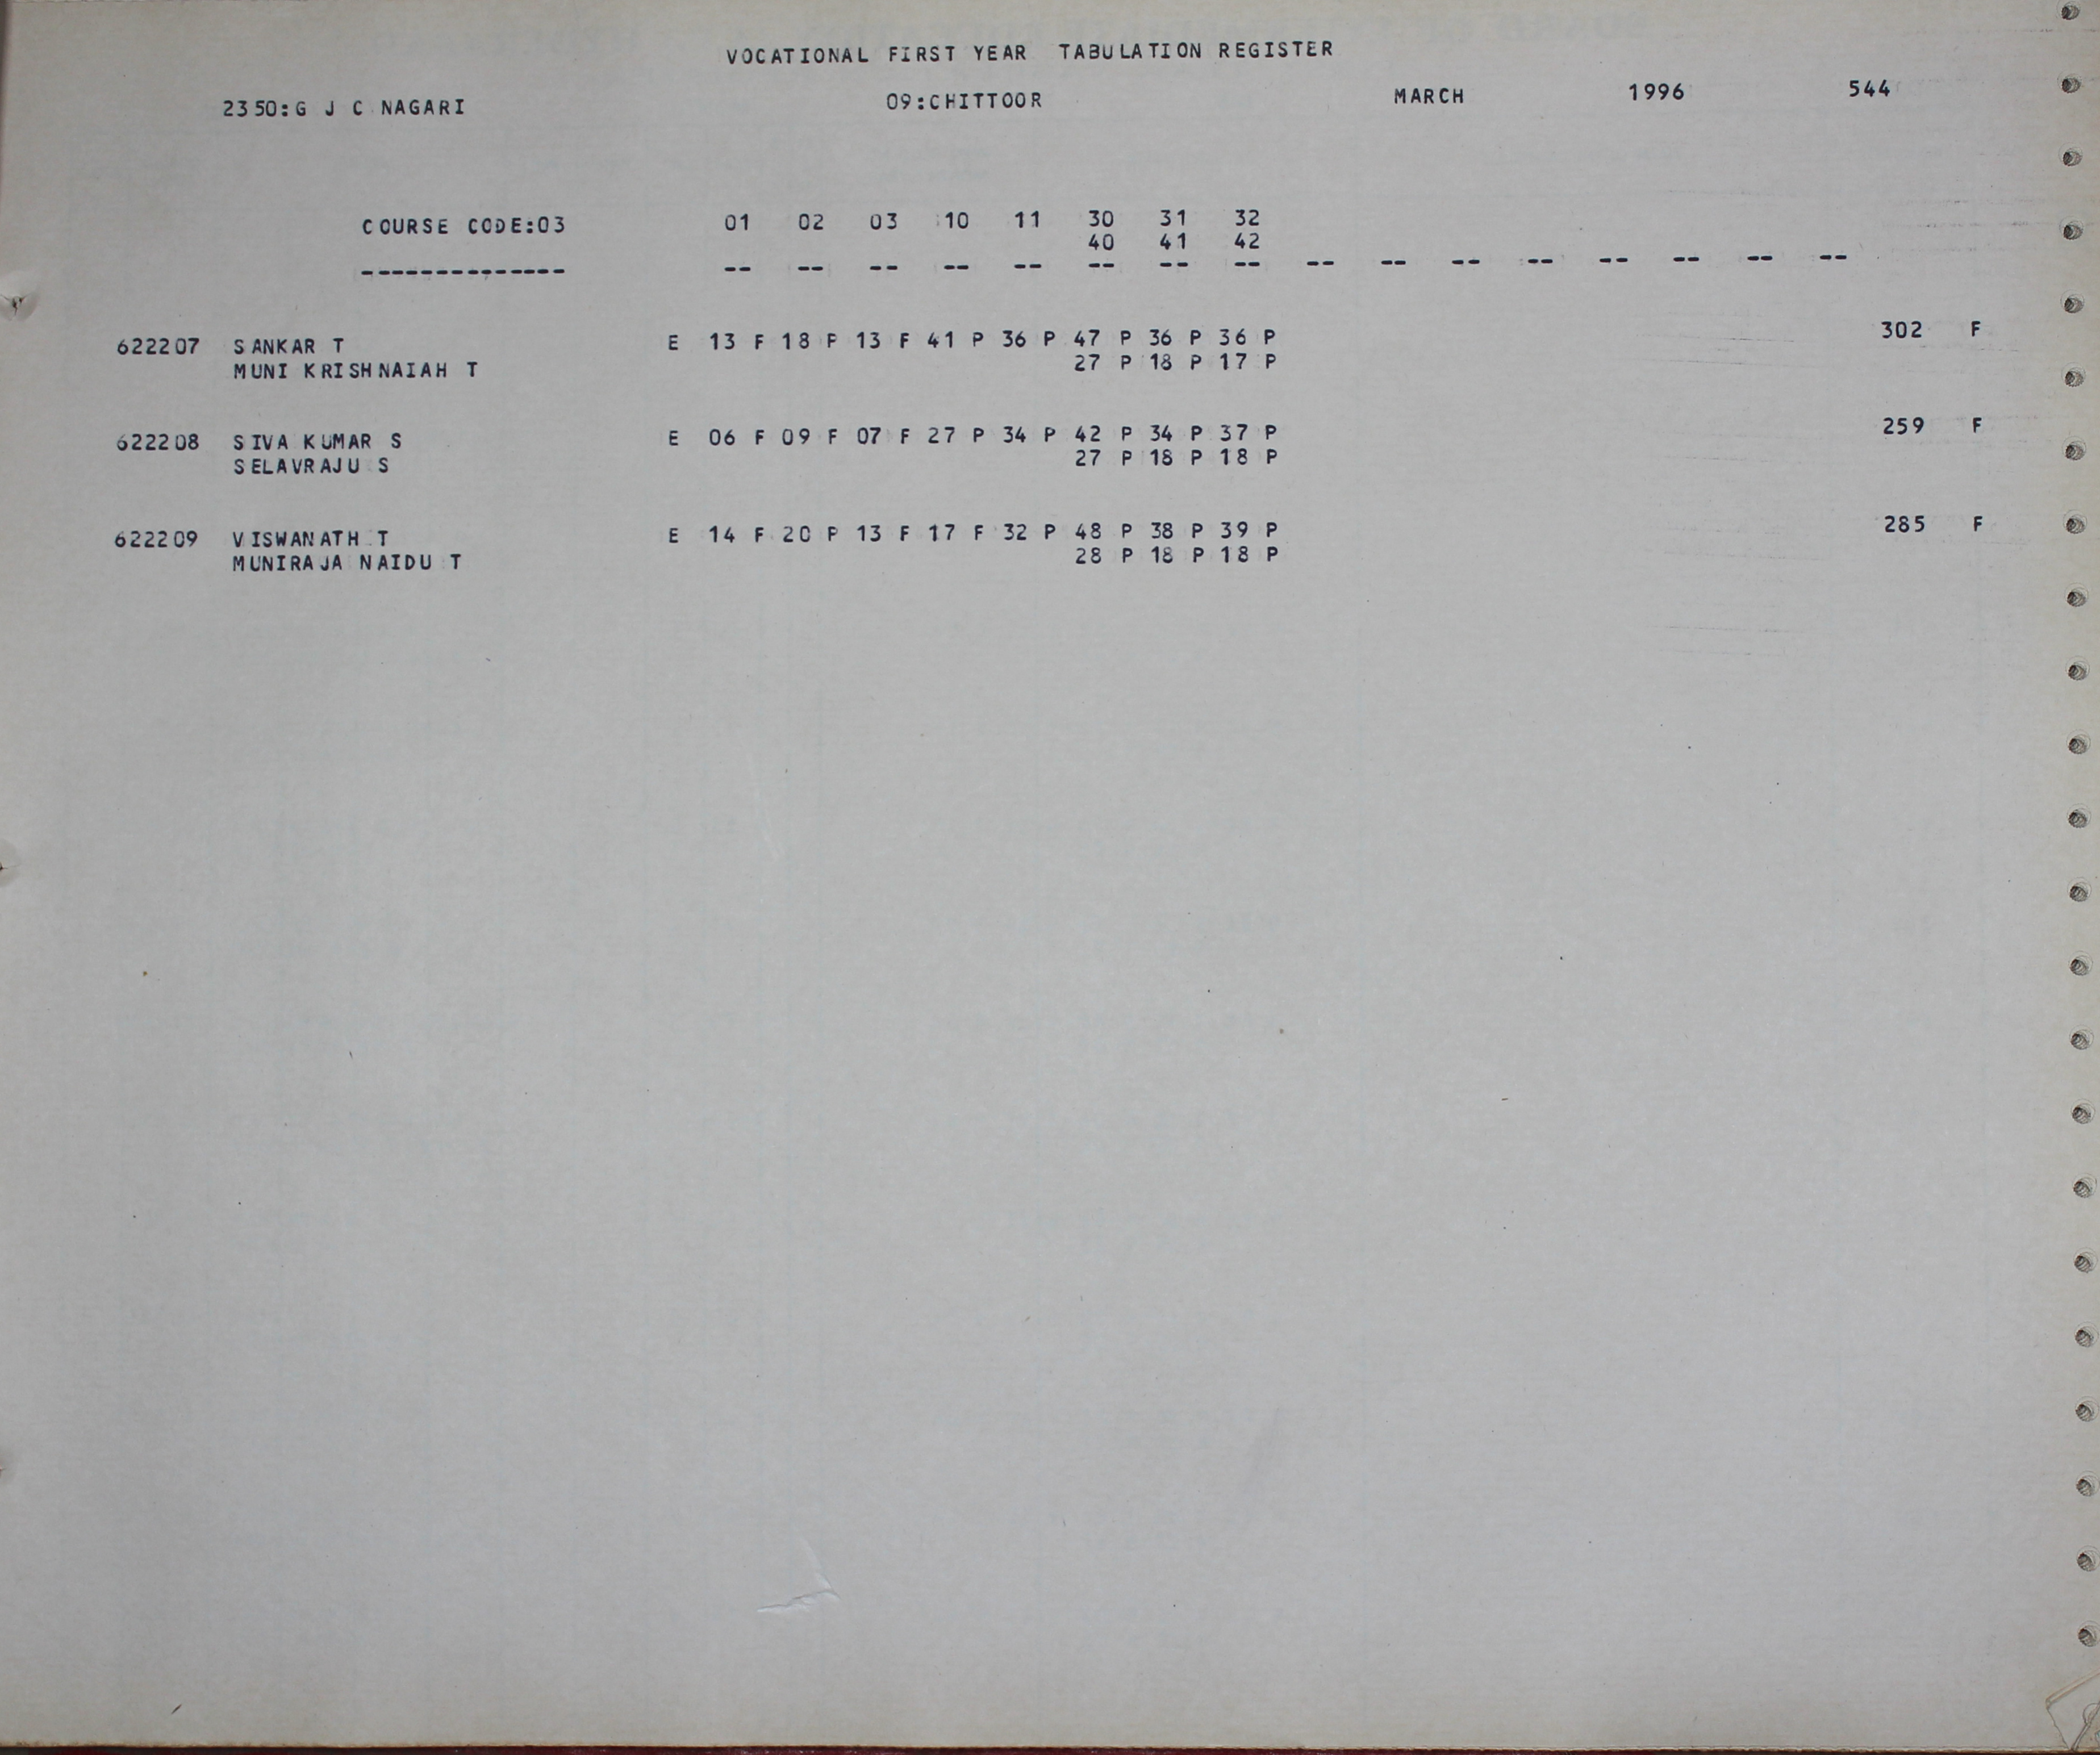 VOCATIONAL FIRST YEAR TABULATION REGISTER
2350:G J C NAGARI 09:CHITTOOR MARCH 1996 544
COURSE CODE:03 01 02 03 10 11 30 31 32
40 41 42
-------------- -- -- -- -- -- -- -- -- -- -- -- -- -- -- -- --
622207 SANKAR T E 13 F 18 P 13 F 41 P 36 P 47 P 36 P 36 P 302 F
MUNI KRISHNAIAH T 27 P 18 P 17 P
622208 SIVA KUMAR S E 06 F 09 F 07 F 27 P 34 P 42 P 34 P 37 P 259 F
SELAVRAJU S 27 P 18 P 18 P
622209 VISWANATH T E 14 F 20 P 13 F 17 F 32 P 48 P 38 P 39 P 285 F
MUNIRAJA NAIDU T 28 P 18 P 18 P